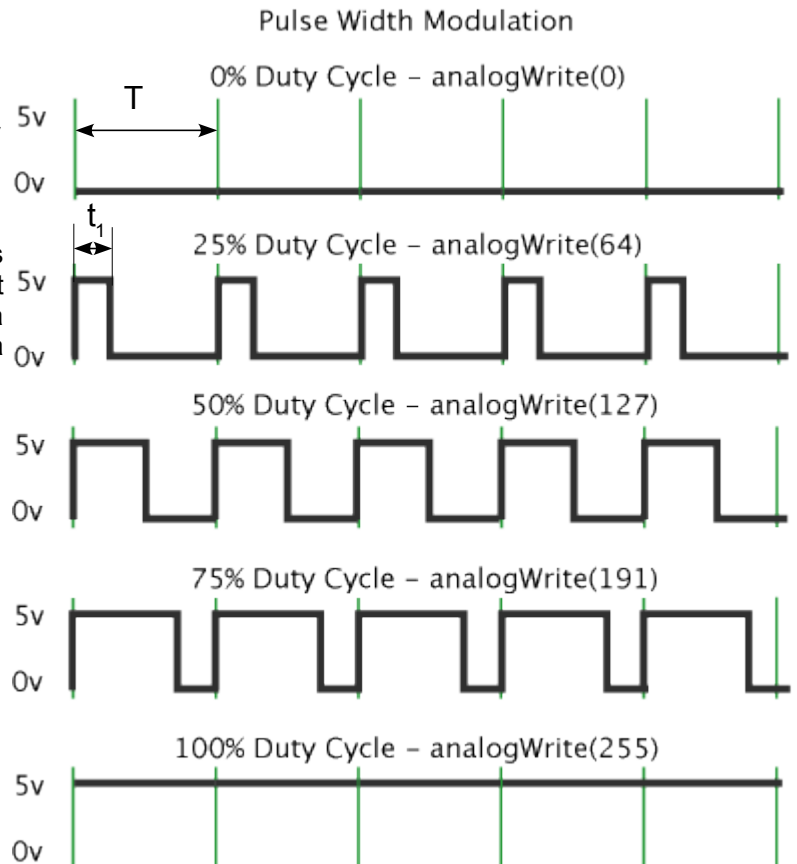 Pulse Width Modulation
0% Duty Cycle – analogWrite(0)
T
5v
0v
t1
25% Duty Cycle – analogWrite(64)
5v
0v
50% Duty Cycle – analogWrite(127)
5v
0v
75% Duty Cycle – analogWrite(191)
5v
0v
100% Duty Cycle – analogWrite(255)
5v
0v